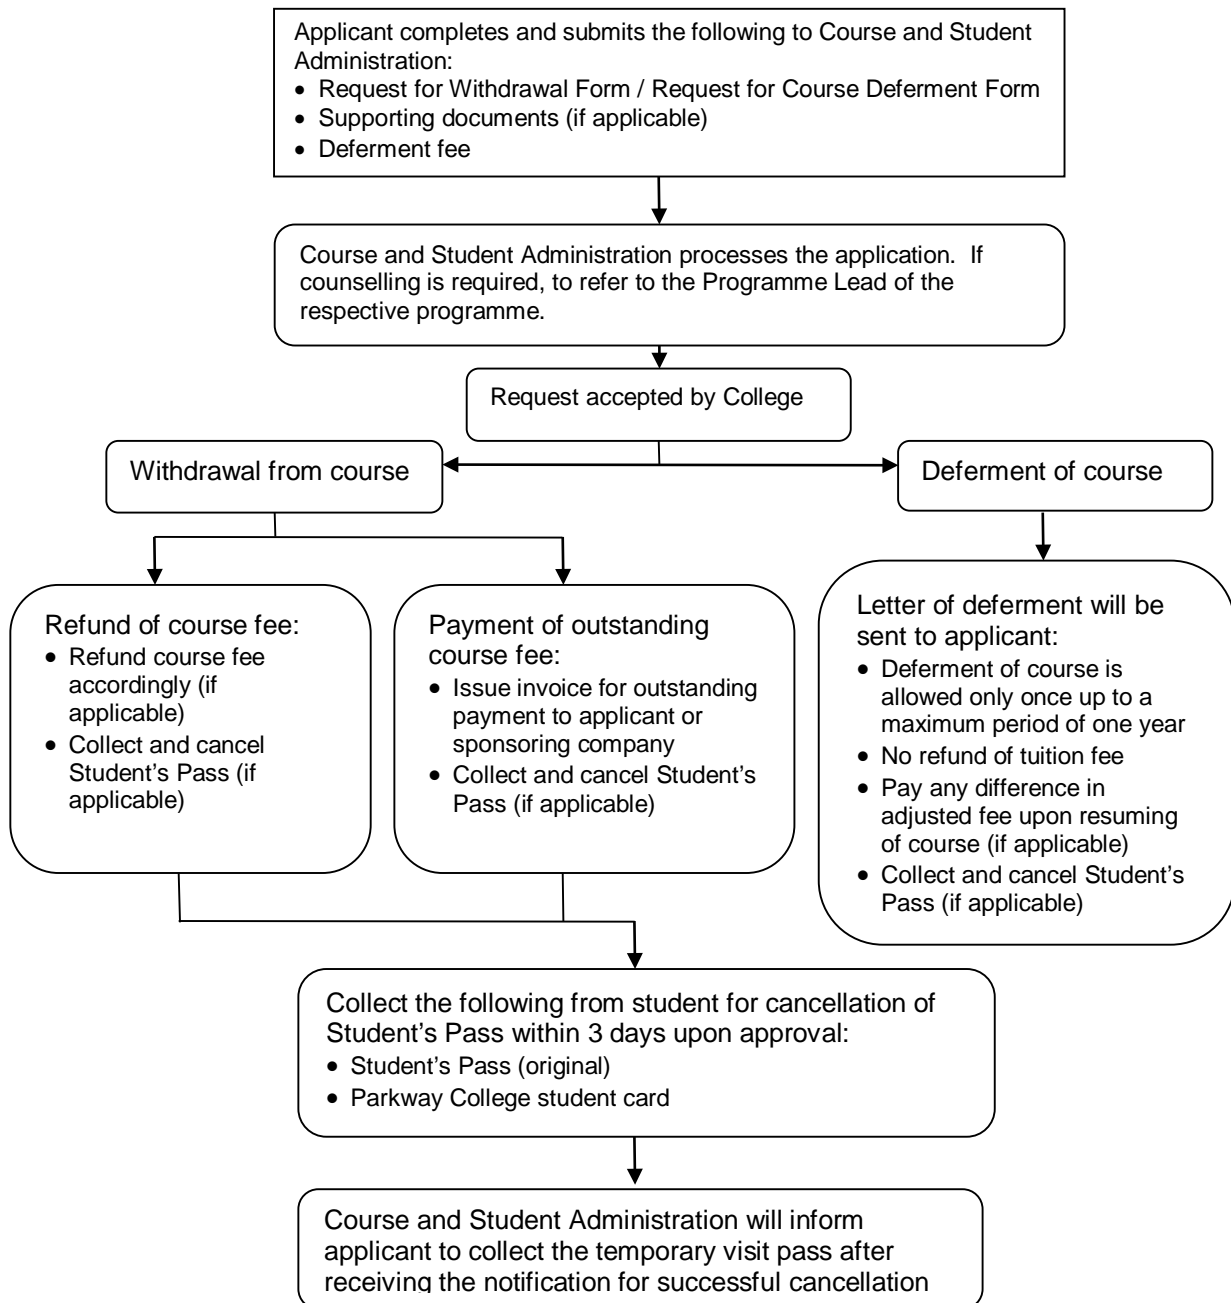 Applicant completes and submits the following to Course and Student
Administration:
• Request for Withdrawal Form / Request for Course Deferment Form
• Supporting documents (if applicable)
• Deferment fee
Course and Student Administration processes the application.  If
counselling is required, to refer to the Programme Lead of the
respective programme.
Request accepted by College
Withdrawal from course
Deferment of course
Refund of course fee:
• Refund course fee
accordingly (if
applicable)
• Collect and cancel
Student’s Pass (if
applicable)
Payment of outstanding
course fee:
• Issue invoice for outstanding
payment to applicant or
sponsoring company
• Collect and cancel Student’s
Pass (if applicable)
Letter of deferment will be
sent to applicant:
• Deferment of course is
allowed only once up to a
maximum period of one year
• No refund of tuition fee
• Pay any difference in
adjusted fee upon resuming
of course (if applicable)
• Collect and cancel Student’s
Pass (if applicable)
Collect the following from student for cancellation of
Student’s Pass within 3 days upon approval:
• Student’s Pass (original)
• Parkway College student card
Course and Student Administration will inform
applicant to collect the temporary visit pass after
receiving the notification for successful cancellation